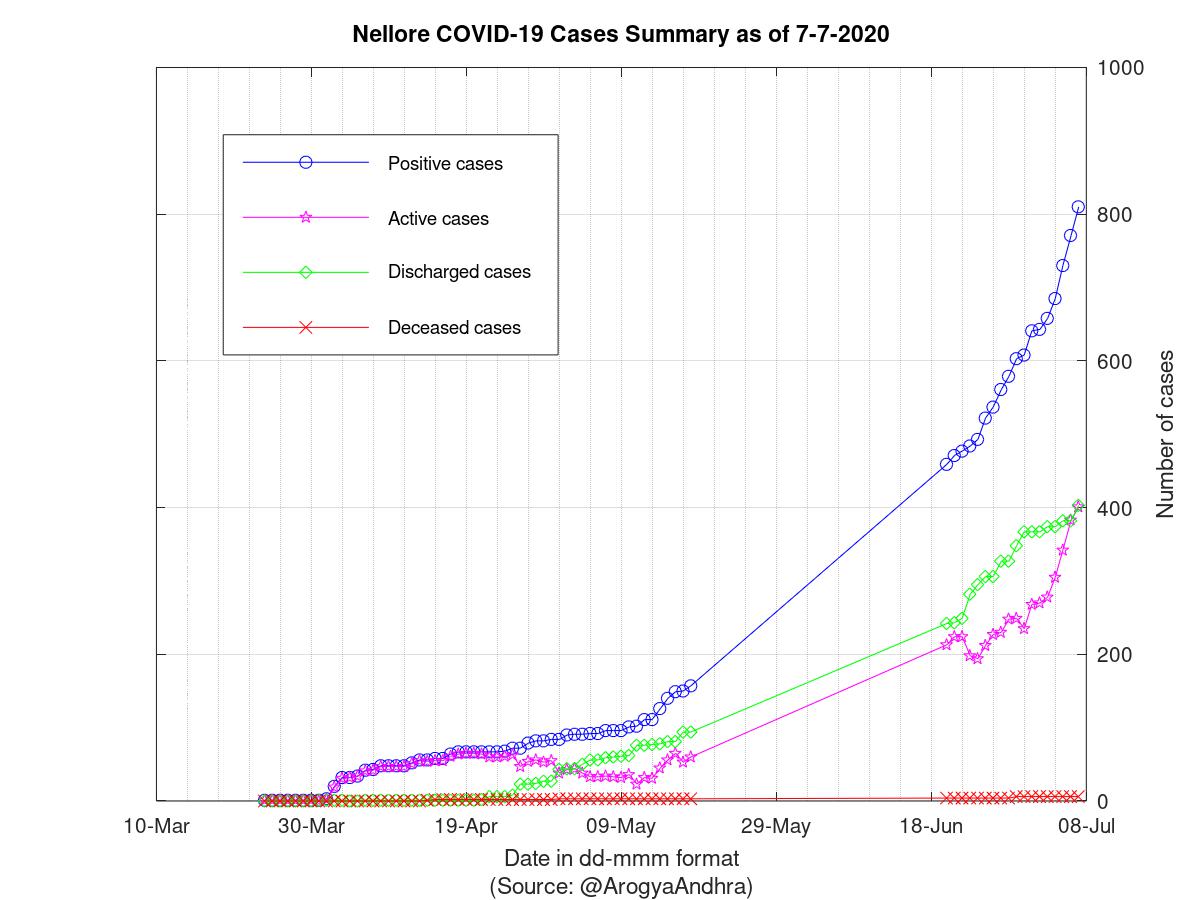 Nellore COVID-19 Cases Summary as of 7-7-2020
Positive cases
Active cases
Discharged cases
Deceased cases
1000
800
600
400
200
0
Number of cases
10-Mar 30-Mar 19-Apr 09-May 29-May 18-Jun 08-Jul
Date in dd-mmm format
(Source: @ArogyaAndhra)